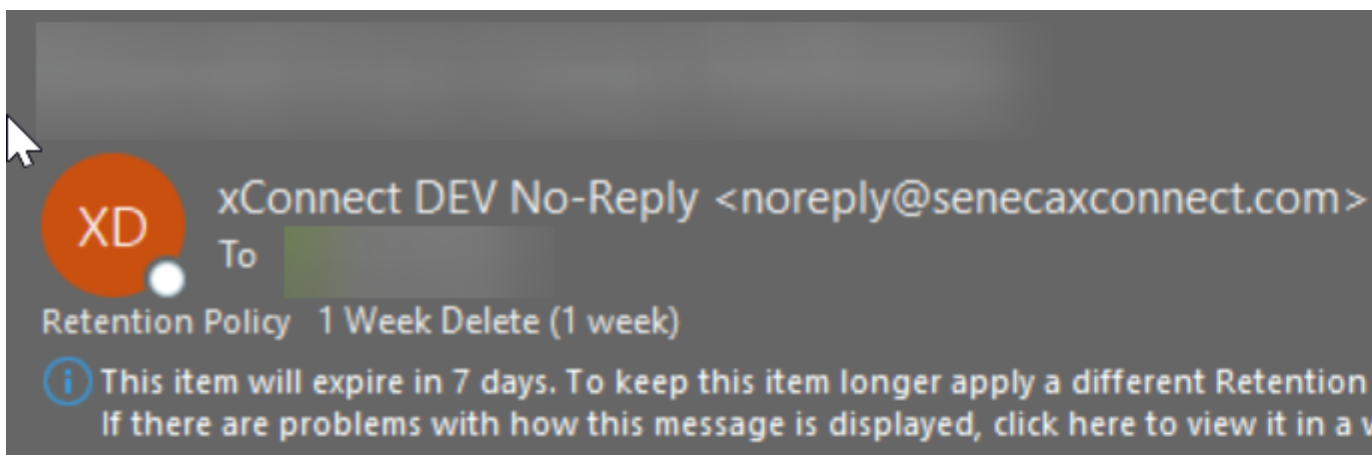 XD
xConnect DEV No-Reply <noreply@senecaxconnect.com>
To
Retention Policy 1 Week Delete (1 week)
This item will expire in 7 days. To keep this item longer apply a different Retention
If there are problems with how this message is displayed, click here to view it in a